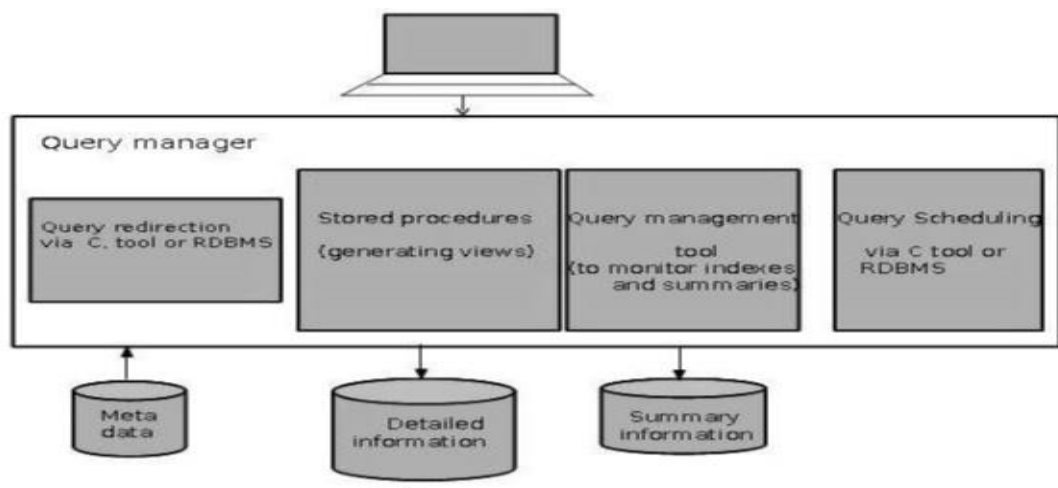 Query manager
Query redirection
via C, tool or RDBMS
Stored procedures
(generating views)
Query management
tool
(to monitor indexes
and summaries)
Query Scheduling
via C tool or
RDBMS
Meta
data
Detailed
information
Summary
information